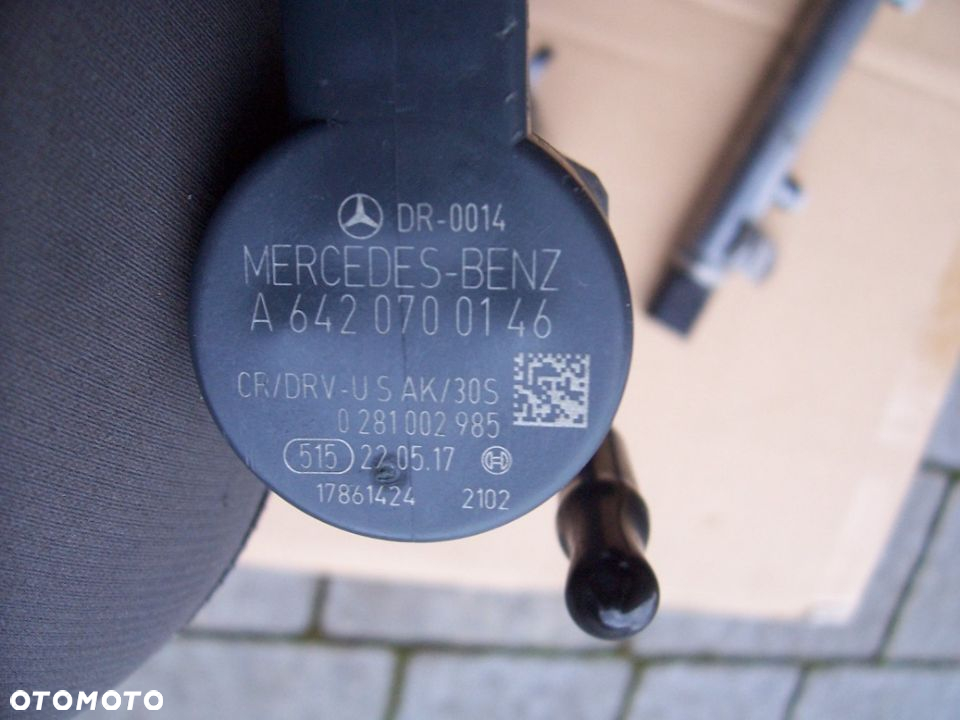 DR-0014
MERCEDES-BENZ
A 642 070 01 46
CR/DRV-U S AK/30S
0 281 002 985
515 22.05.17
17861424 2102
OTOMOTO